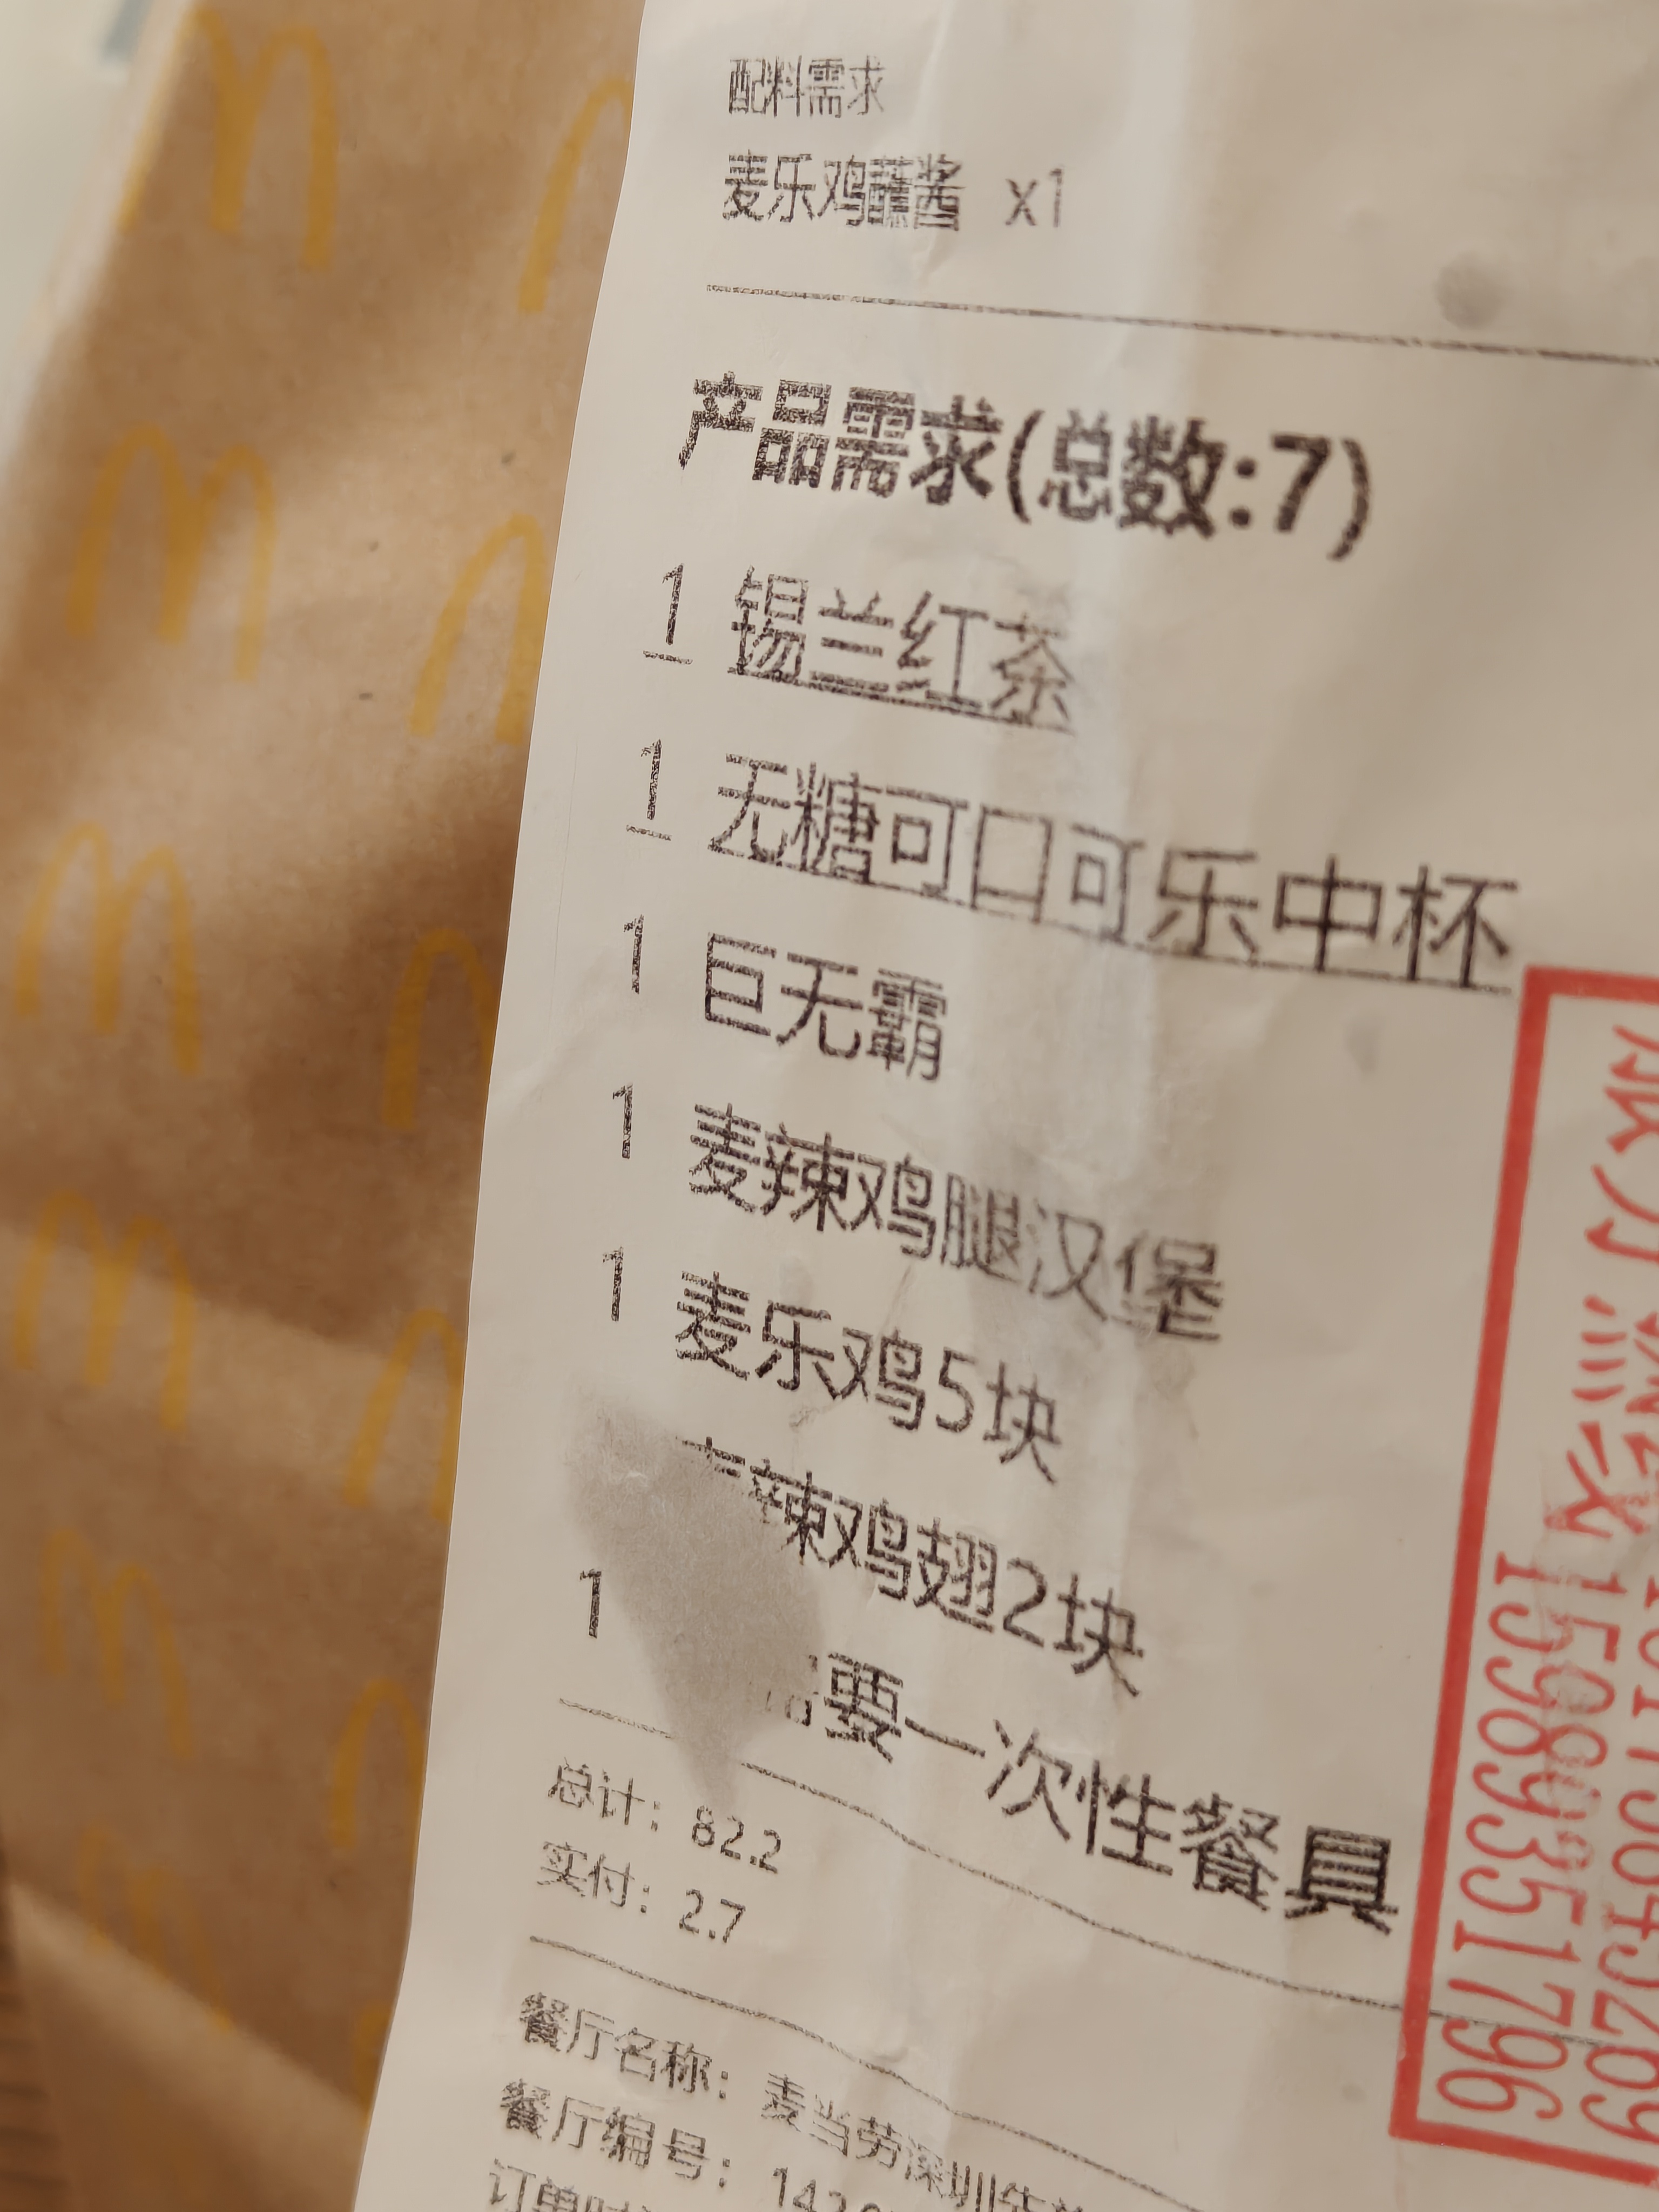 配料需求
麦乐鸡蘸酱 x1
产品需求(总数:7)
1 锡兰红茶
1 无糖可口可乐中杯
1 巨无霸
1 麦辣鸡腿汉堡
1 麦乐鸡5块
辣鸡翅2块
1 要一次性餐具
总计: 82.2
实付: 2.7
餐厅名称: 麦当劳深圳
餐厅编号:
订单时
15989351796